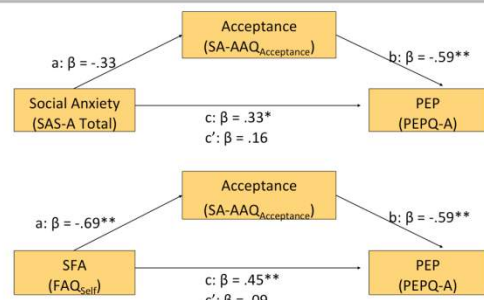 Acceptance
(SA-AAQAcceptance)
a: β = -.33
b: β = -.59**
Social Anxiety
(SAS-A Total)
c: β = .33*
c’: β = .16
PEP
(PEPQ-A)
Acceptance
(SA-AAQAcceptance)
a: β = -.69**
b: β = -.59**
SFA
(FAQSelf)
c: β = .45**
c’: β = .09
PEP
(PEPQ-A)